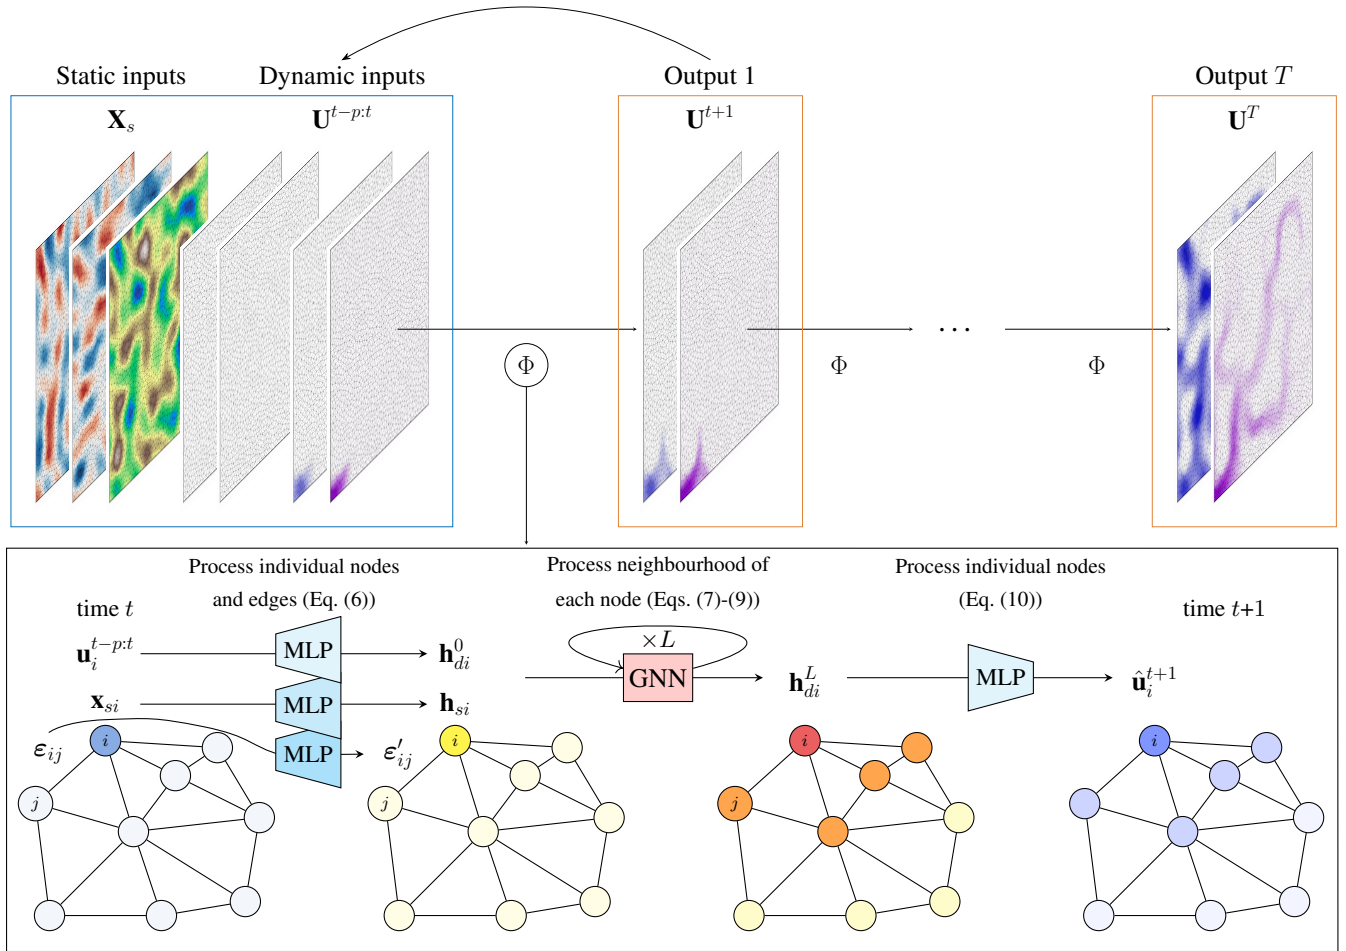 Static inputs
Dynamic inputs
Output 1
Output T
X_s
U^{t−p:t}
U^{t+1}
U^T
Φ
...
Φ
Φ
Process individual nodes
and edges (Eq. (6))
Process neighbourhood of
each node (Eqs. (7)-(9))
Process individual nodes
(Eq. (10))
time t
time t+1
u_i^{t−p:t}
MLP
h_{di}^0
×L
GNN
h_{di}^L
MLP
û_i^{t+1}
x_{si}
MLP
h_{si}
ε_{ij}
MLP
ε′_{ij}
i
j
i
j
i
j
i